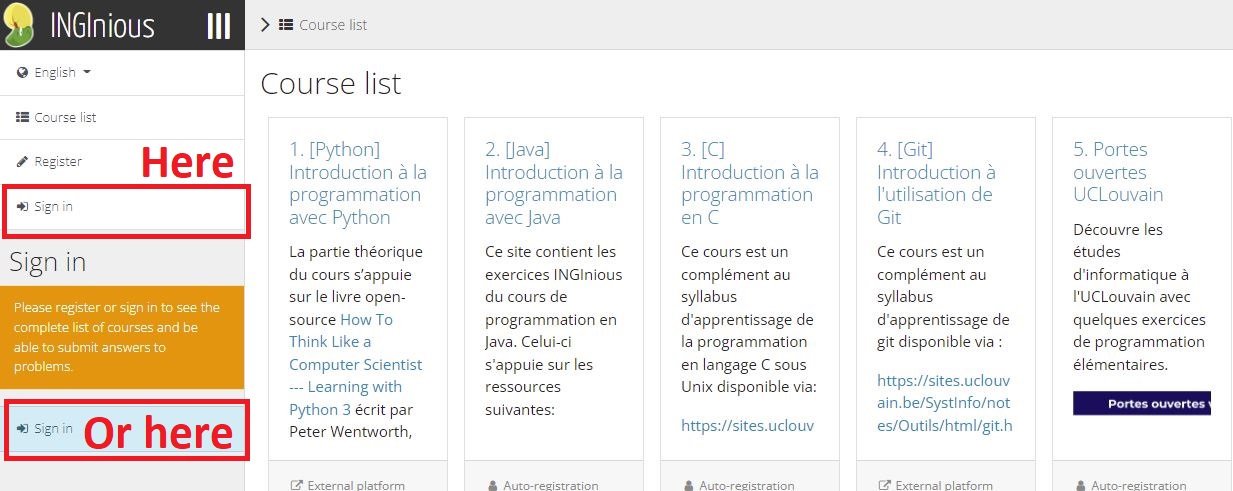 INGInious
English
Course list
Register
Here
Sign in
Sign in
Please register or sign in to see the
complete list of courses and be
able to submit answers to
problems.
Sign in
Or here
Course list
Course list
1. [Python]
Introduction à la
programmation
avec Python
La partie théorique
du cours s’appuie
sur le livre open-
source How To
Think Like a
Computer Scientist
--- Learning with
Python 3 écrit par
Peter Wentworth,
External platform
2. [Java]
Introduction à la
programmation
avec Java
Ce site contient les
exercices INGInious
du cours de
programmation en
Java. Celui-ci
s'appuie sur les
ressources
suivantes:
Auto-registration
3. [C]
Introduction à la
programmation
en C
Ce cours est un
complément au
syllabus
d'apprentissage de
la programmation
en langage C sous
Unix disponible via:
https://sites.uclouv
Auto-registration
4. [Git]
Introduction à
l'utilisation de
Git
Ce cours est un
complément au
syllabus
d'apprentissage de
git disponible via :
https://sites.uclouv
ain.be/SystInfo/not
es/Outils/html/git.h
External platform
5. Portes
ouvertes
UCLouvain
Découvre les
études
d'informatique à
l'UCLouvain avec
quelques exercices
de programmation
élémentaires.
Portes ouvertes v
Auto-registration